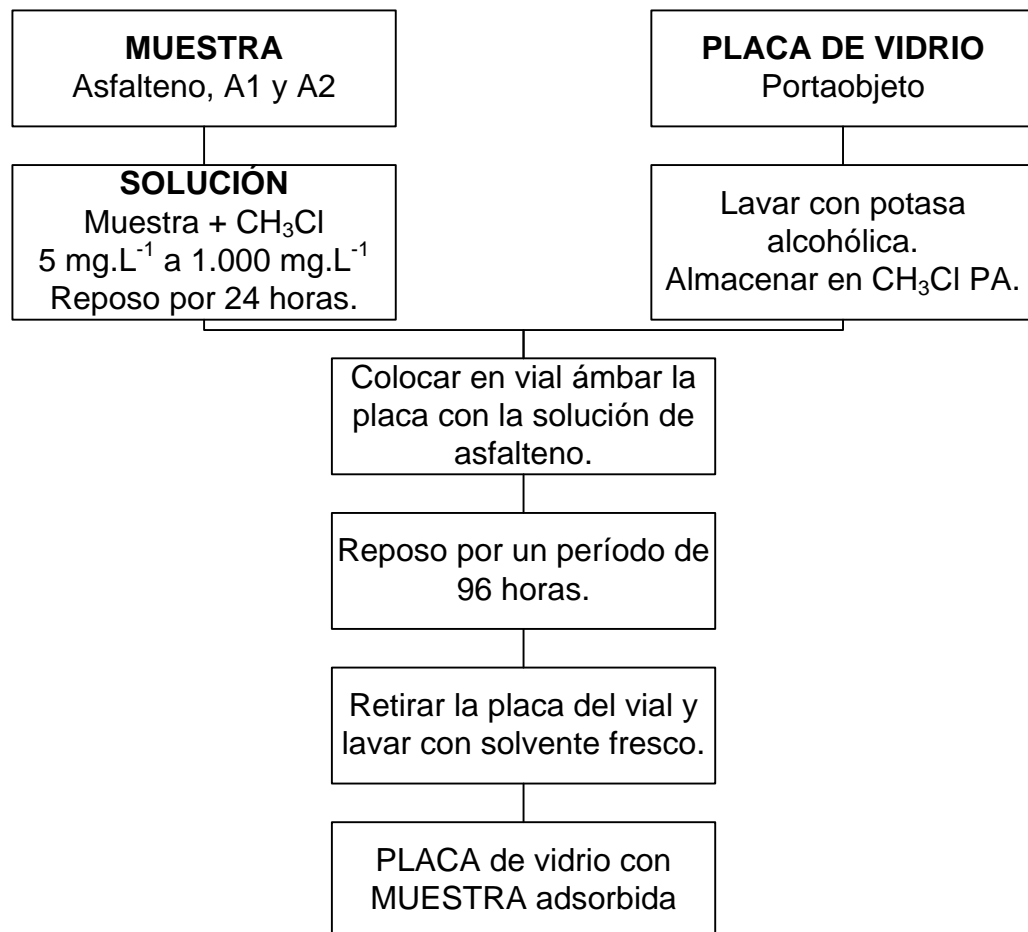 MUESTRA
Asfalteno, A1 y A2
PLACA DE VIDRIO
Portaobjeto
SOLUCIÓN
Muestra + CH₃Cl
5 mg.L⁻¹ a 1.000 mg.L⁻¹
Reposo por 24 horas.
Lavar con potasa
alcohólica.
Almacenar en CH₃Cl PA.
Colocar en vial ámbar la
placa con la solución de
asfalteno.
Reposo por un período de
96 horas.
Retirar la placa del vial y
lavar con solvente fresco.
PLACA de vidrio con
MUESTRA adsorbida